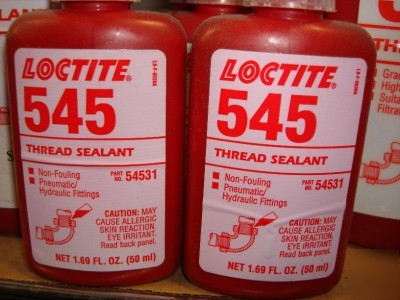 LOCTITE®
545
THREAD SEALANT
Non-Fouling
Pneumatic/
Hydraulic Fittings
PART
NO. 54531
CAUTION: MAY
CAUSE ALLERGIC
SKIN REACTION,
EYE IRRITANT.
Read back panel.
NET 1.69 FL. OZ. (50 ml)
LOCTITE®
545
THREAD SEALANT
Non-Fouling
Pneumatic/
Hydraulic Fittings
PART
NO. 54531
CAUTION: MAY
CAUSE ALLERGIC
SKIN REACTION,
EYE IRRITANT.
Read back panel.
NET 1.69 FL. OZ. (50 ml)
THREAD